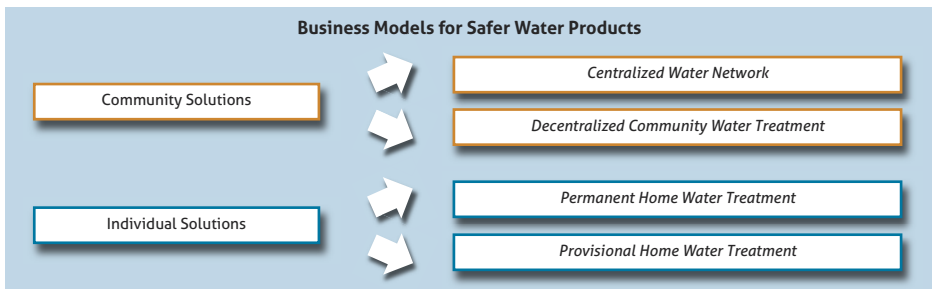 Business Models for Safer Water Products
Community Solutions
Centralized Water Network
Decentralized Community Water Treatment
Individual Solutions
Permanent Home Water Treatment
Provisional Home Water Treatment